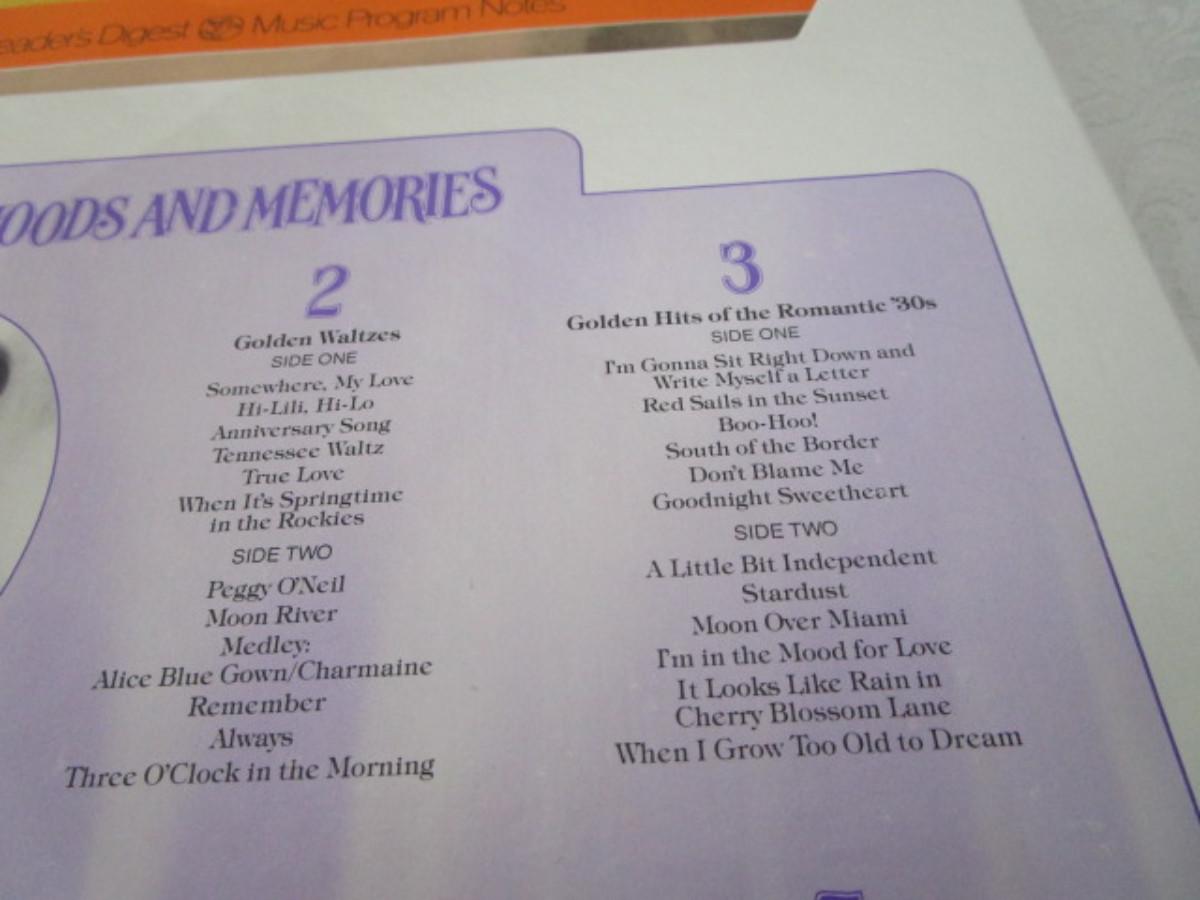 eader's Digest Music Program Notes
OODS AND MEMORIES
2
Golden Waltzes
SIDE ONE
Somewhere, My Love
Hi-Lili, Hi-Lo
Anniversary Song
Tennessee Waltz
True Love
When It's Springtime
in the Rockies
SIDE TWO
Peggy O'Neil
Moon River
Medley:
Alice Blue Gown/Charmaine
Remember
Always
Three O'Clock in the Morning
3
Golden Hits of the Romantic '30s
SIDE ONE
I'm Gonna Sit Right Down and
Write Myself a Letter
Red Sails in the Sunset
Boo-Hoo!
South of the Border
Don't Blame Me
Goodnight Sweetheart
SIDE TWO
A Little Bit Independent
Stardust
Moon Over Miami
I'm in the Mood for Love
It Looks Like Rain in
Cherry Blossom Lane
When I Grow Too Old to Dream